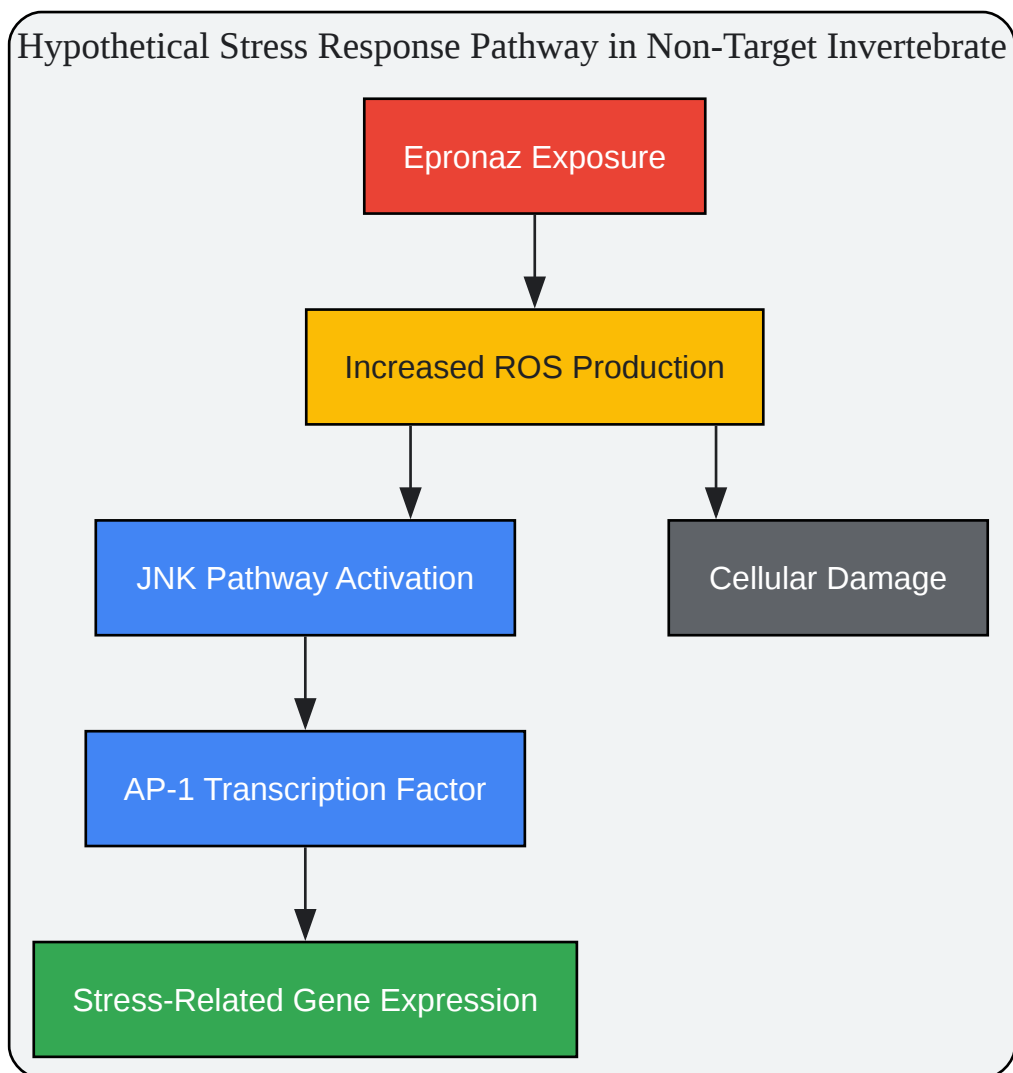 Hypothetical Stress Response Pathway in Non-Target Invertebrate
Epronaz Exposure
Increased ROS Production
JNK Pathway Activation
Cellular Damage
AP-1 Transcription Factor
Stress-Related Gene Expression